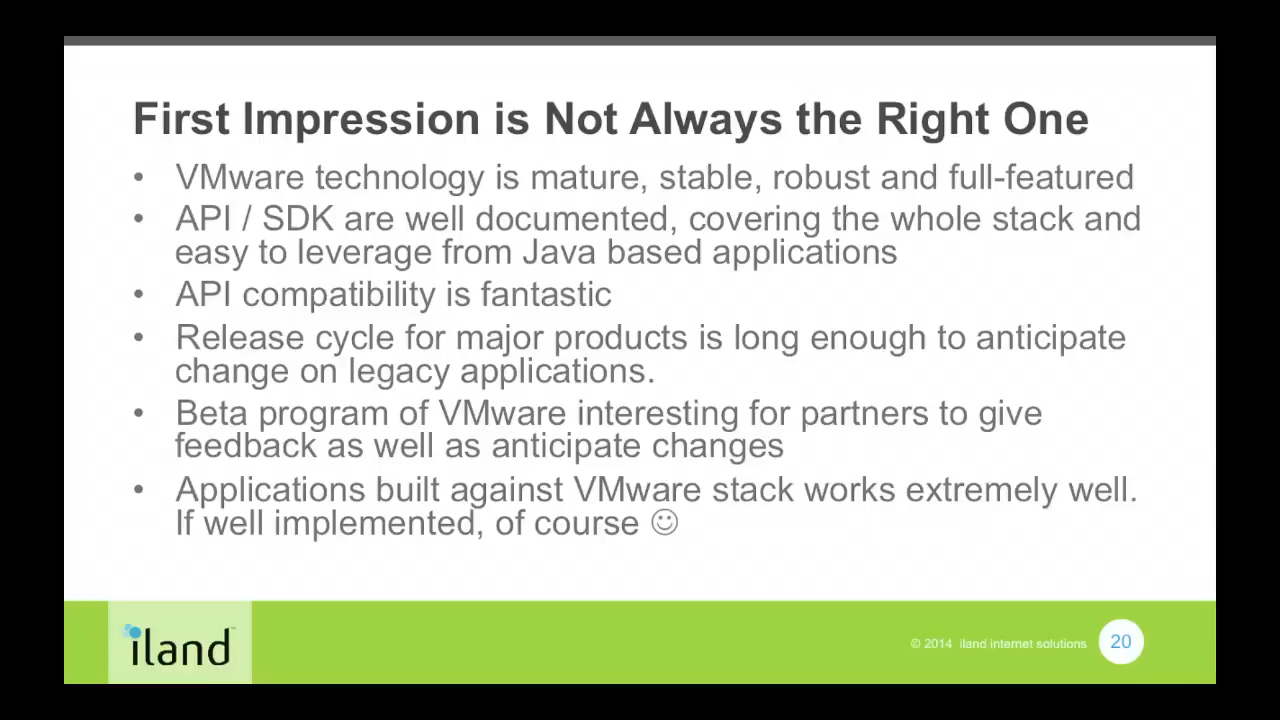 First Impression is Not Always the Right One
• VMware technology is mature, stable, robust and full-featured
• API / SDK are well documented, covering the whole stack and
easy to leverage from Java based applications
• API compatibility is fantastic
• Release cycle for major products is long enough to anticipate
change on legacy applications.
• Beta program of VMware interesting for partners to give
feedback as well as anticipate changes
• Applications built against VMware stack works extremely well.
If well implemented, of course ☺
iland™
© 2014 iland internet solutions 20